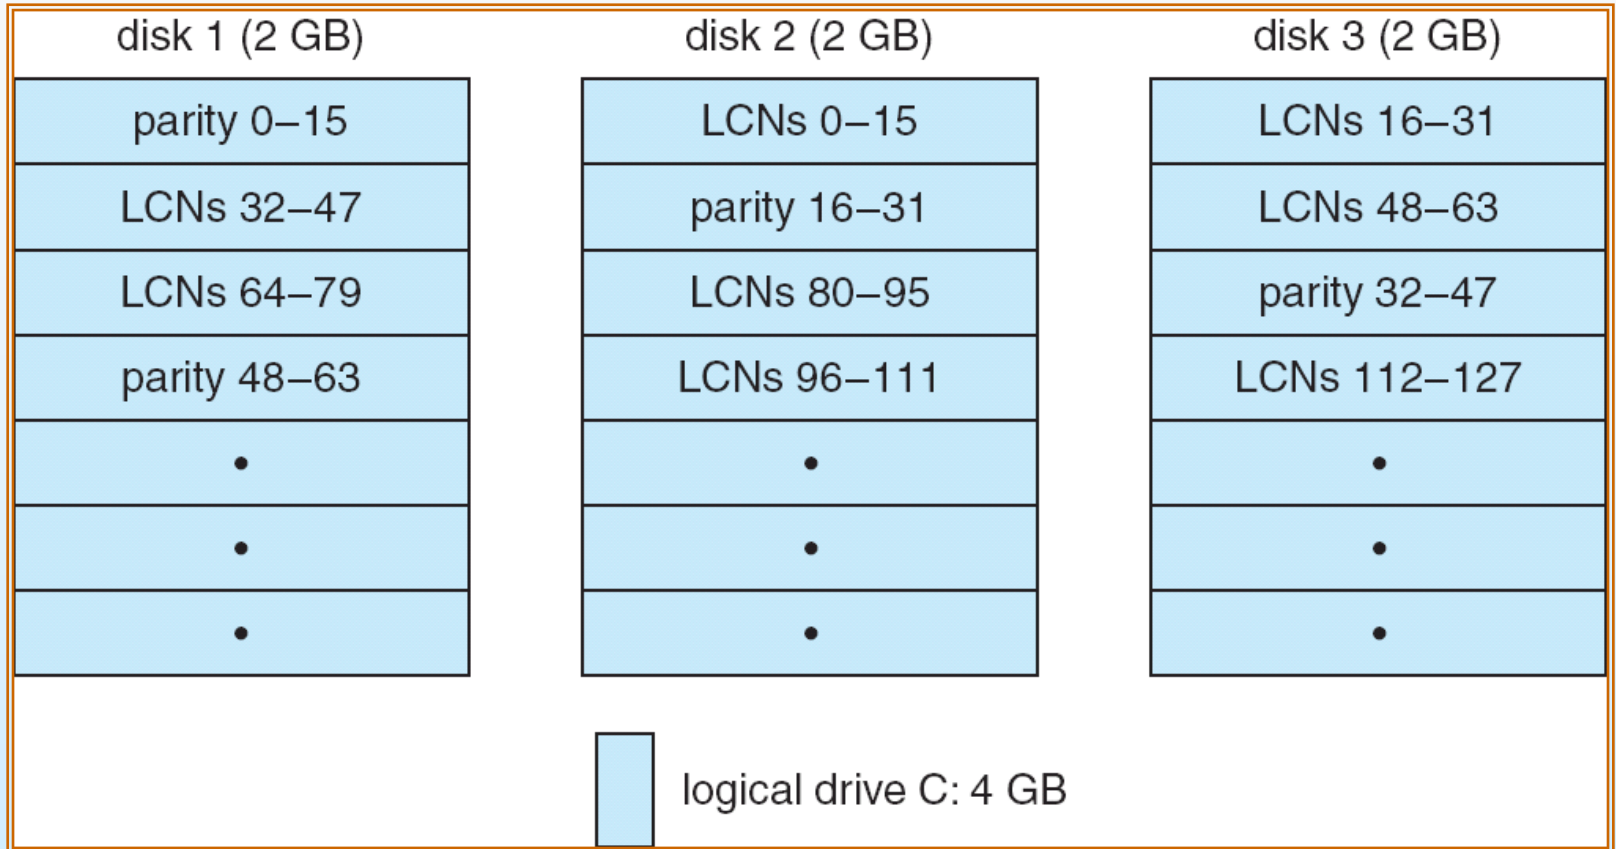 disk 1 (2 GB)
disk 2 (2 GB)
disk 3 (2 GB)
parity 0–15
LCNs 0–15
LCNs 16–31
LCNs 32–47
parity 16–31
LCNs 48–63
LCNs 64–79
LCNs 80–95
parity 32–47
parity 48–63
LCNs 96–111
LCNs 112–127
logical drive C: 4 GB